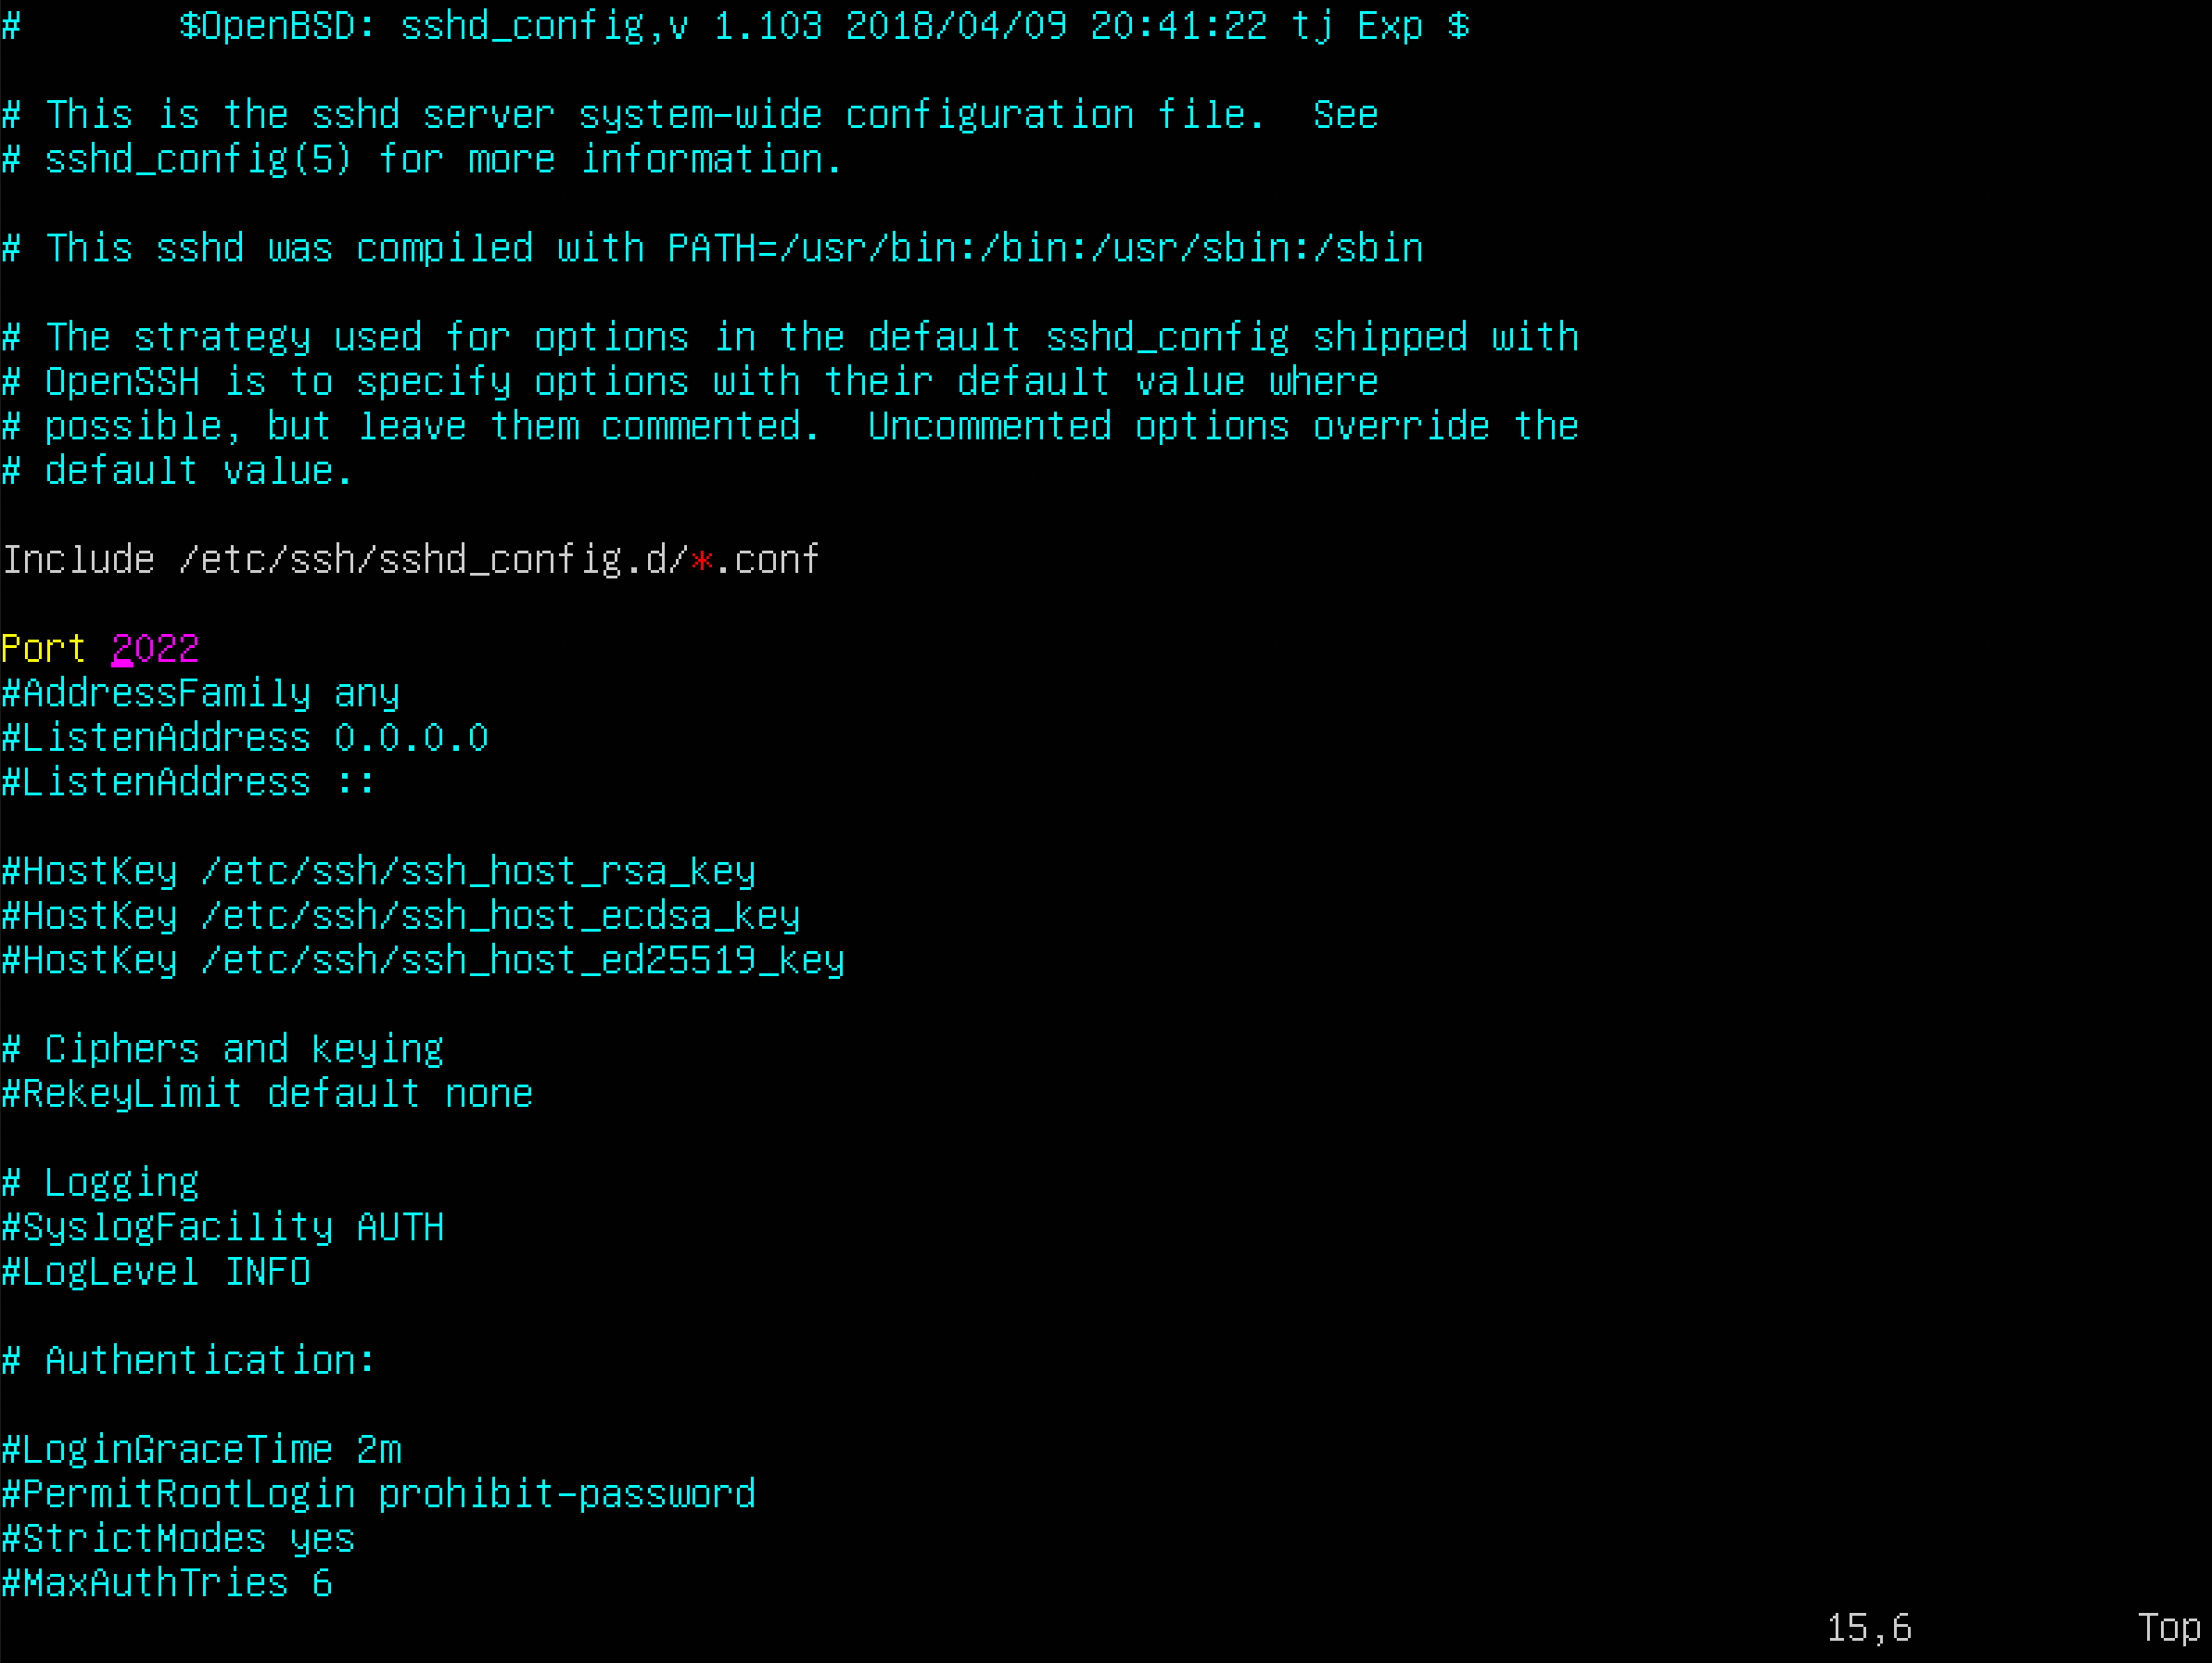 #       $OpenBSD: sshd_config,v 1.103 2018/04/09 20:41:22 tj Exp $
# This is the sshd server system-wide configuration file.  See
# sshd_config(5) for more information.
# This sshd was compiled with PATH=/usr/bin:/bin:/usr/sbin:/sbin
# The strategy used for options in the default sshd_config shipped with
# OpenSSH is to specify options with their default value where
# possible, but leave them commented.  Uncommented options override the
# default value.
Include /etc/ssh/sshd_config.d/*.conf
Port 2022
#AddressFamily any
#ListenAddress 0.0.0.0
#ListenAddress ::
#HostKey /etc/ssh/ssh_host_rsa_key
#HostKey /etc/ssh/ssh_host_ecdsa_key
#HostKey /etc/ssh/ssh_host_ed25519_key
# Ciphers and keying
#RekeyLimit default none
# Logging
#SyslogFacility AUTH
#LogLevel INFO
# Authentication:
#LoginGraceTime 2m
#PermitRootLogin prohibit-password
#StrictModes yes
#MaxAuthTries 6
15,6          Top